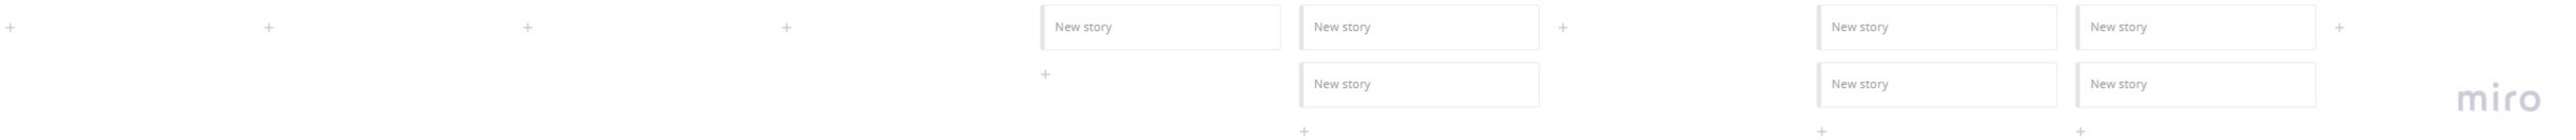 + + + + New story New story + New story New story +
+ New story New story New story
miro
+ + +